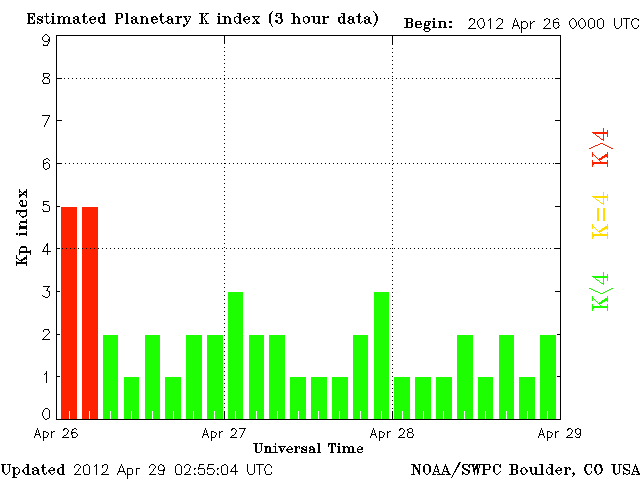 Estimated Planetary K index (3 hour data) Begin: 2012 Apr 26 0000 UTC
9
8
7
6
5
4
3
2
1
0
Kp index
K>4
K=4
K<4
Apr 26 Apr 27 Apr 28 Apr 29
Universal Time
Updated 2012 Apr 29 02:55:04 UTC NOAA/SWPC Boulder, CO USA